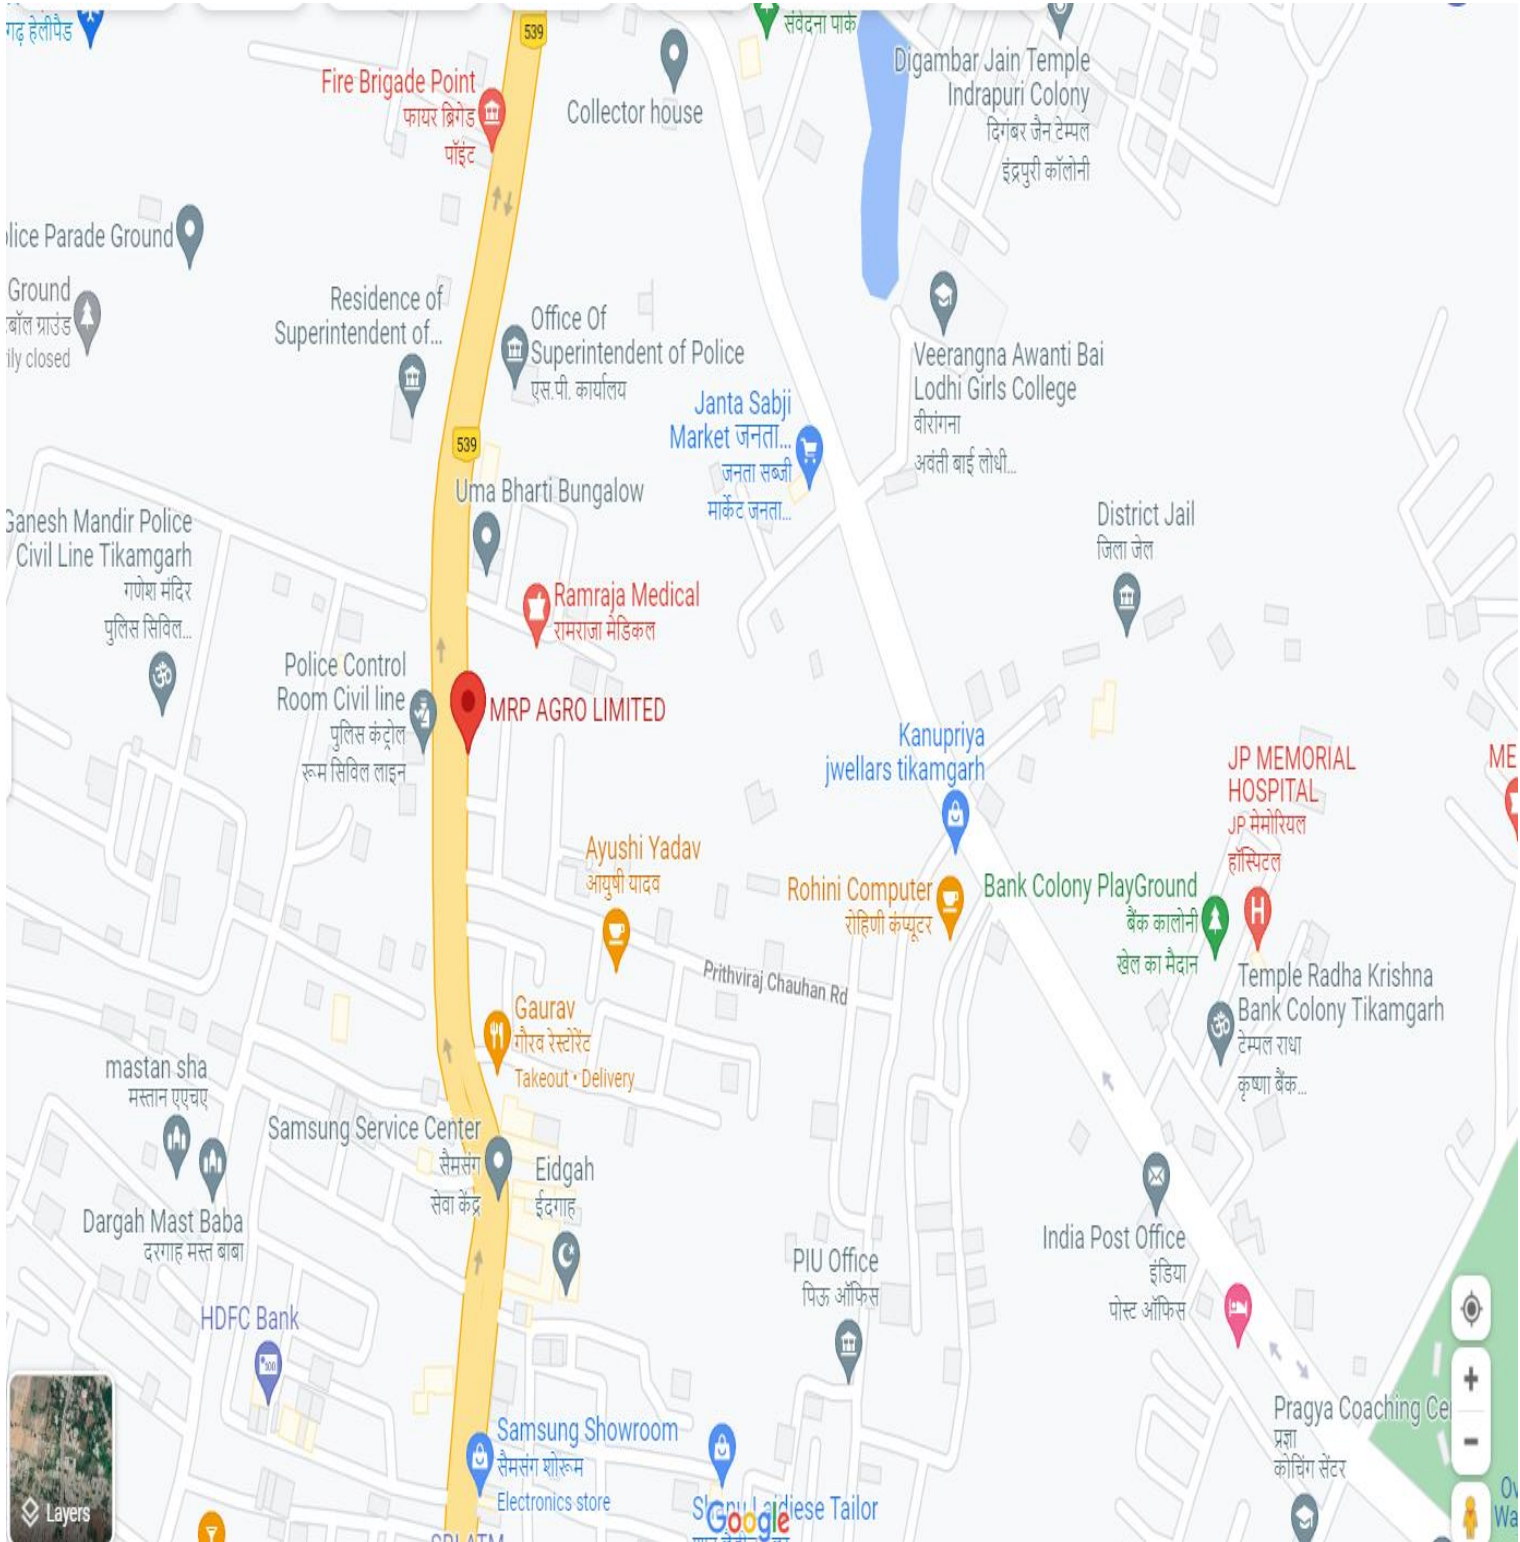 गढ़ हेलीपैड
539
संवेदना पार्क
Fire Brigade Point
फायर ब्रिगेड
पॉइंट
Collector house
Digambar Jain Temple
Indrapuri Colony
दिगंबर जैन टेम्पल
इंद्रपुरी कॉलोनी
Parade Ground
Ground
ग्राउंड
closed
Residence of
Superintendent of...
Office Of
Superintendent of Police
एस.पी. कार्यालय
Veerangna Awanti Bai
Lodhi Girls College
वीरांगना
अवंती बाई लोधी...
Janta Sabji
Market जनता...
जनता सब्जी
मार्केट जनता...
539
Uma Bharti Bungalow
Ganesh Mandir Police
Civil Line Tikamgarh
गणेश मंदिर
पुलिस सिविल...
District Jail
जिला जेल
Ramraja Medical
रामराजा मेडिकल
Police Control
Room Civil line
पुलिस कंट्रोल
रूम सिविल लाइन
MRP AGRO LIMITED
Kanupriya
jwellars tikamgarh
JP MEMORIAL
HOSPITAL
JP मेमोरियल
हॉस्पिटल
ME
Ayushi Yadav
आयुषी यादव
Rohini Computer
रोहिणी कंप्यूटर
Bank Colony PlayGround
बैंक कालोनी
खेल का मैदान
Prithviraj Chauhan Rd
Temple Radha Krishna
Bank Colony Tikamgarh
टेम्पल राधा
कृष्णा बैंक...
Gaurav
गौरव रेस्टोरेंट
Takeout • Delivery
mastan sha
मस्तान एएचए
Samsung Service Center
सैमसंग
सेवा केंद्र
Eidgah
ईदगाह
Dargah Mast Baba
दरगाह मस्त बाबा
India Post Office
इंडिया
पोस्ट ऑफिस
PIU Office
पिऊ ऑफिस
HDFC Bank
Pragya Coaching Ce
प्रज्ञा
कोचिंग सेंटर
Samsung Showroom
सैमसंग शोरूम
Electronics store
Layers
Tailor
Google
SBI ATM
Wa